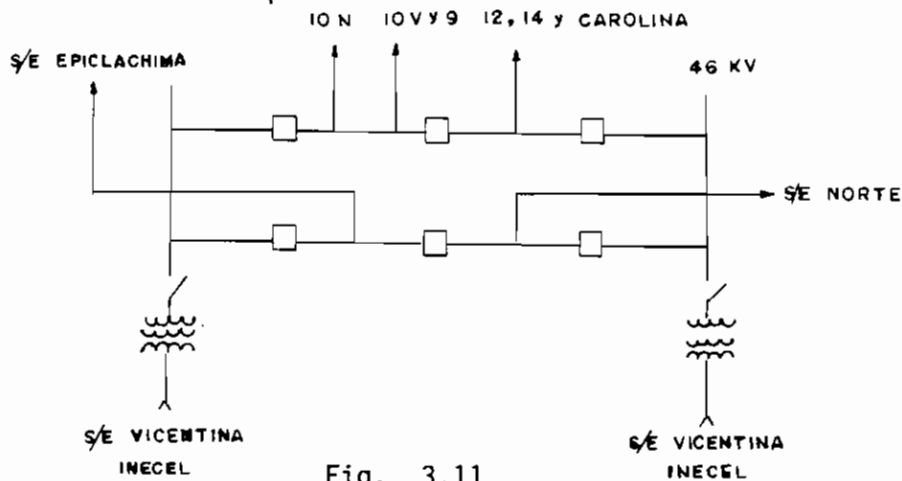 10 N 10 V y 9 12, 14 y CAROLINA
S/E EPICLACHIMA
46 KV
S/E NORTE
S/E VICENTINA
INECEL
S/E VICENTINA
INECEL
Fig. 3.11